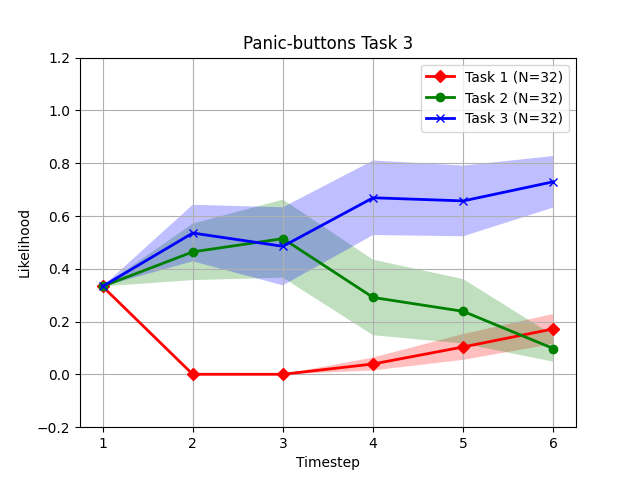 Panic-buttons Task 3
Task 1 (N=32)
Task 2 (N=32)
Task 3 (N=32)
1.2
1.0
0.8
0.6
0.4
0.2
0.0
−0.2
Likelihood
1 2 3 4 5 6
Timestep